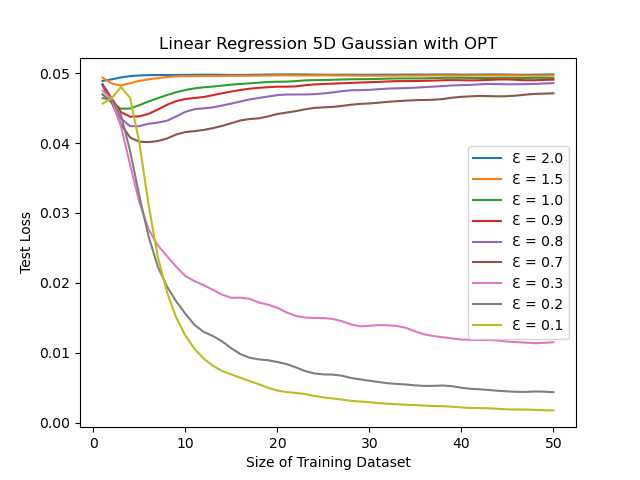 Linear Regression 5D Gaussian with OPT
Test Loss
0.05
0.04
0.03
0.02
0.01
0.00
Ɛ = 2.0
Ɛ = 1.5
Ɛ = 1.0
Ɛ = 0.9
Ɛ = 0.8
Ɛ = 0.7
Ɛ = 0.3
Ɛ = 0.2
Ɛ = 0.1
0 10 20 30 40 50
Size of Training Dataset